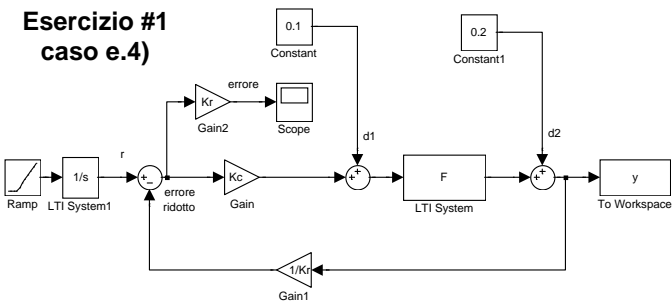 Esercizio #1
caso e.4)
0.1
Constant
0.2
Constant1
errore
Kr
Gain2
Scope
d1
d2
r
Ramp
1/s
LTI System1
+
−
errore
ridotto
Kc
Gain
+
+
F
LTI System
+
+
y
To Workspace
1/Kr
Gain1